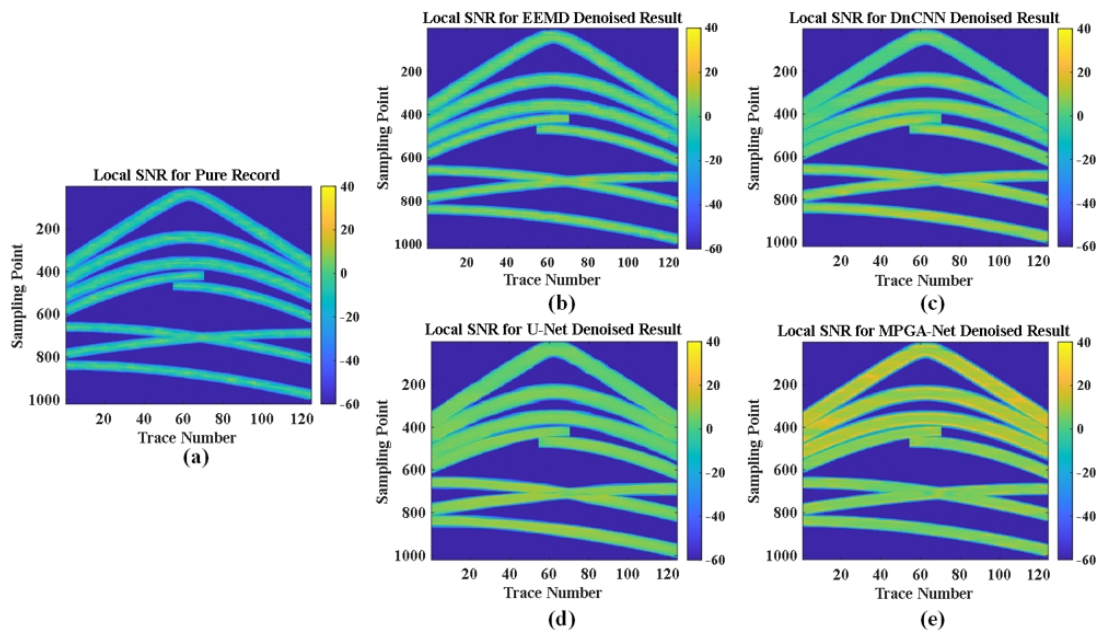 Local SNR for Pure Record
Sampling Point
200
400
600
800
1000
20 40 60 80 100 120
Trace Number
40
20
0
-20
-40
-60
(a)
Local SNR for EEMD Denoised Result
Sampling Point
200
400
600
800
1000
20 40 60 80 100 120
Trace Number
40
20
0
-20
-40
-60
(b)
Local SNR for DnCNN Denoised Result
Sampling Point
200
400
600
800
1000
20 40 60 80 100 120
Trace Number
40
20
0
-20
-40
-60
(c)
Local SNR for U-Net Denoised Result
Sampling Point
200
400
600
800
1000
20 40 60 80 100 120
Trace Number
40
20
0
-20
-40
-60
(d)
Local SNR for MPGA-Net Denoised Result
Sampling Point
200
400
600
800
1000
20 40 60 80 100 120
Trace Number
40
20
0
-20
-40
-60
(e)